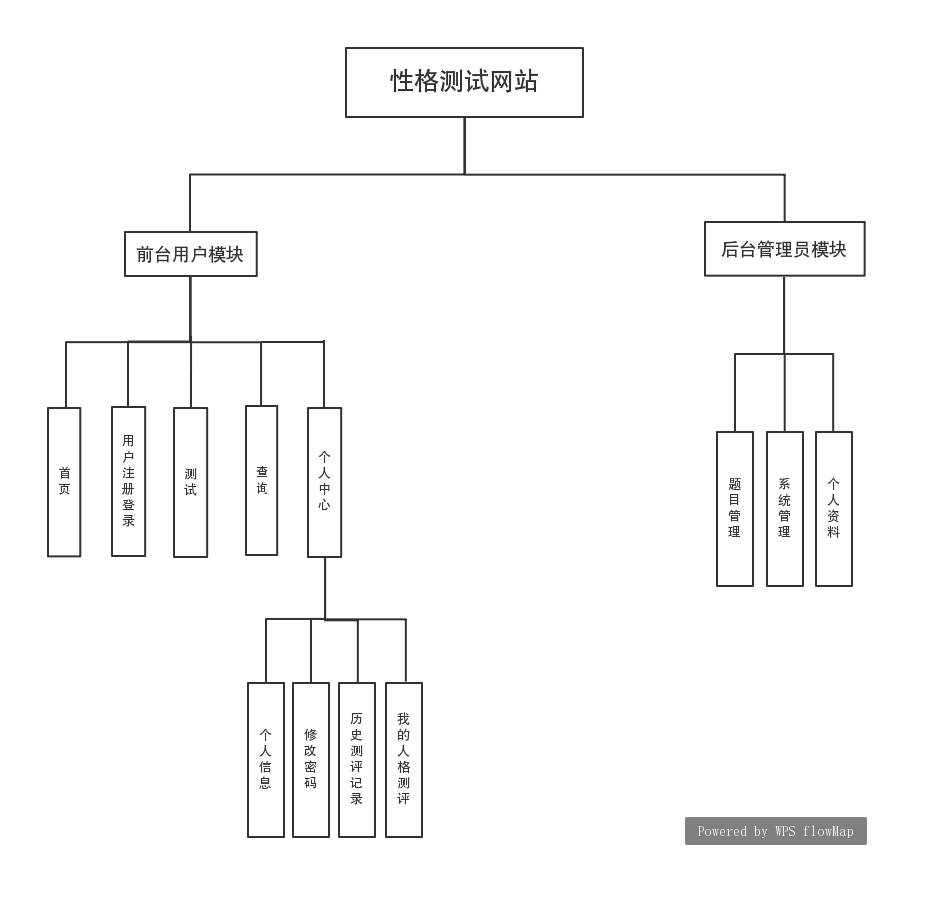 性格测试网站
前台用户模块
后台管理员模块
首页
用户注册登录
测试
查询
个人中心
题目管理
系统管理
个人资料
个人信息
修改密码
历史测评记录
我的人格测评
Powered by WPS flowMap